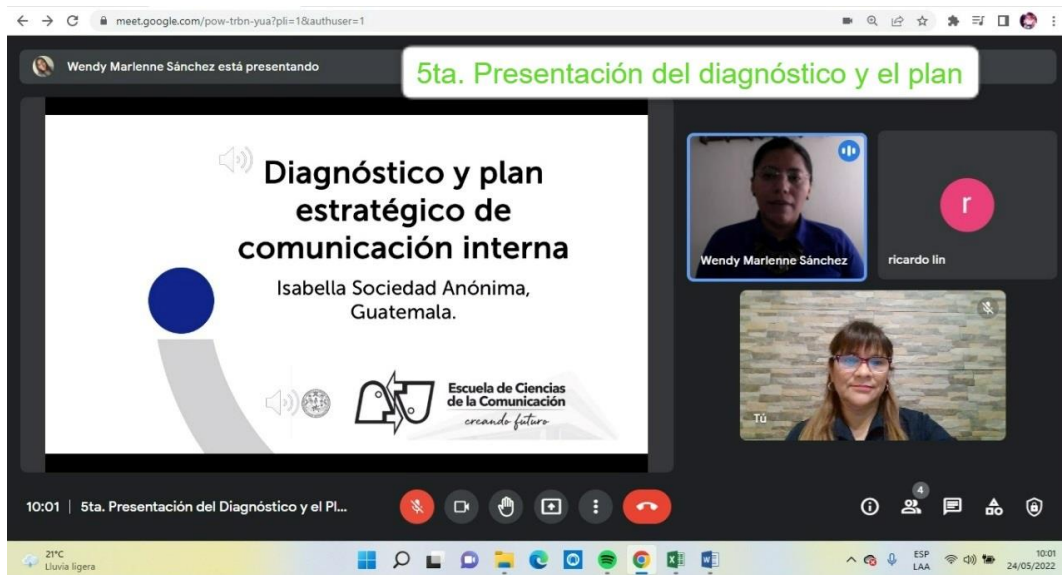 meet.google.com/pow-trbn-yua?pli=1&authuser=1
Wendy Marlenne Sánchez está presentando
5ta. Presentación del diagnóstico y el plan
Diagnóstico y plan
estratégico de
comunicación interna
Isabella Sociedad Anónima,
Guatemala.
Escuela de Ciencias
de la Comunicación
creando futuro
Wendy Marlenne Sánchez
r
ricardo lin
Tú
10:01 | 5ta. Presentación del Diagnóstico y el Pl...
4
21°C
Lluvia ligera
ESP
LAA
10:01
24/05/2022